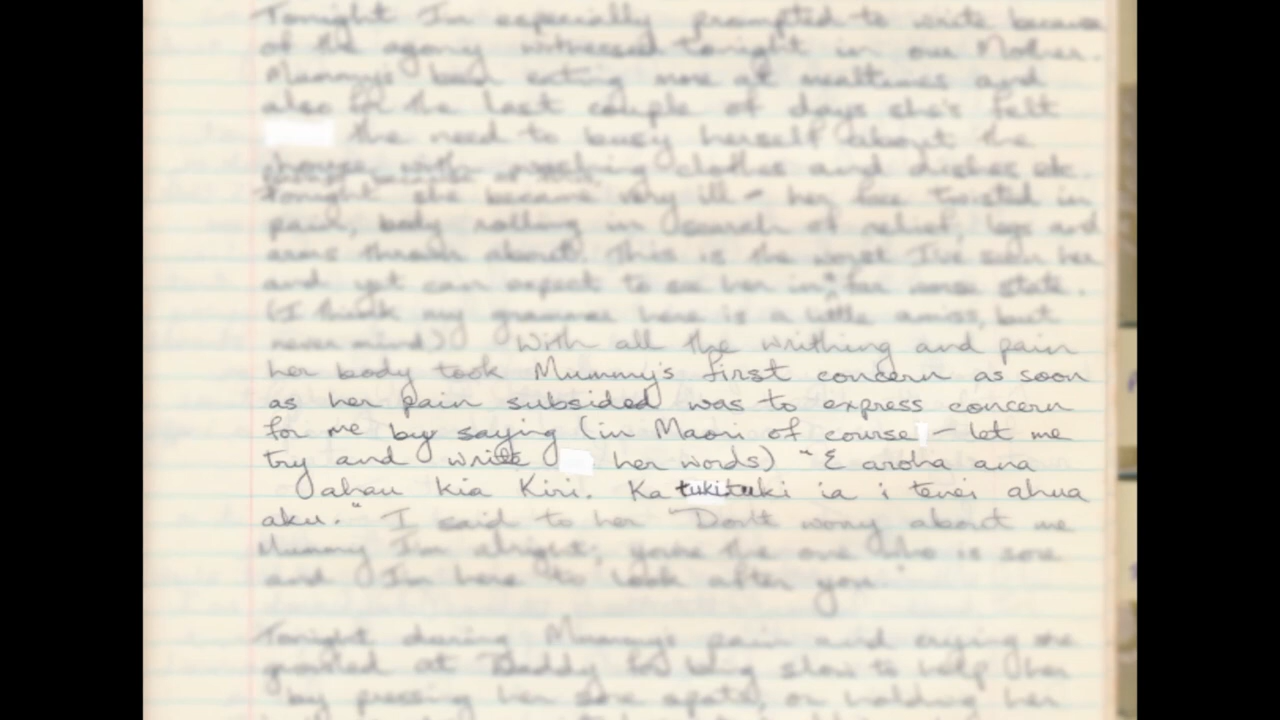 Tonight I'm especially prompted to write because
of the agony witnessed tonight in our Mother.
Mummy's been eating more at mealtimes and
also for the last couple of days she's felt
the need to busy herself about the
washing clothes and dishes etc.
Tonight she became very ill - her face twisted in
pain, body rolling in search of relief, legs and
arms thrown about. This is the worst I've seen her
and yet can expect to see her in far worse state.
(I think my grammar here is a little amiss, but
never mind) With all the writhing and pain
her body took Mummy's first concern as soon
as her pain subsided was to express concern
for me by saying (in Maori of course - let me
try and write her words) "E aroha ana
ahau kia Kiri. Ka tukituki ia i tenei ahua
aku." I said to her "Don't worry about me
Mummy I'm alright; you're the one who is sore
and I'm here to look after you."
Tonight during Mummy's pain and crying she
growled at Daddy for being slow to help her
by pressing her sore spots, or holding her